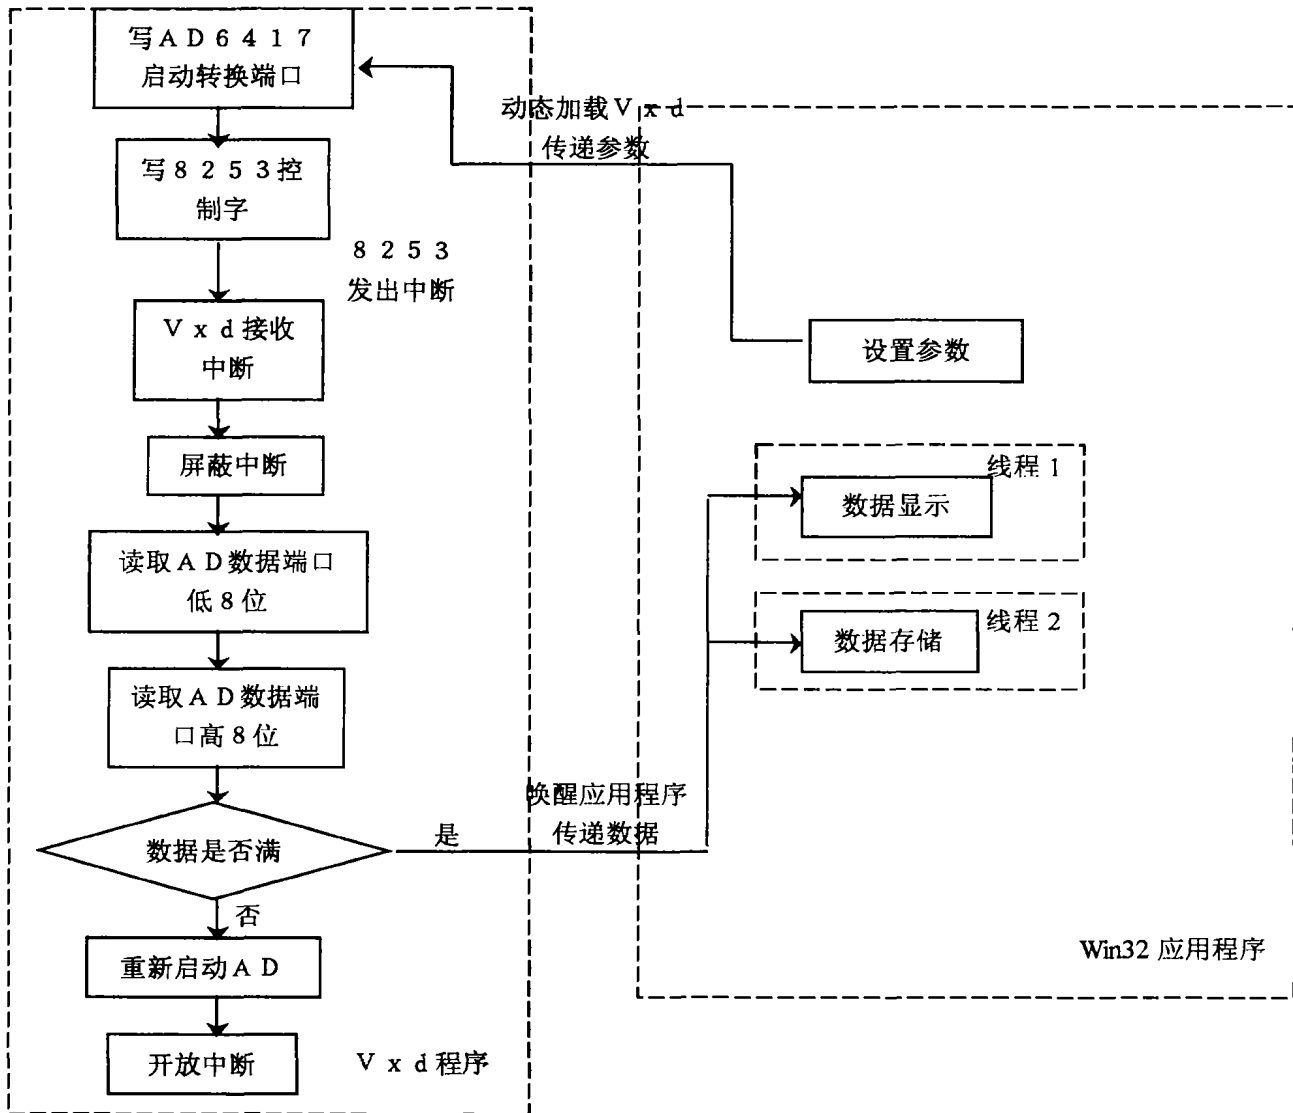 写AD6417
启动转换端口
动态加载Vxd
传递参数
写8253控
制字
8253
发出中断
Vxd接收
中断
设置参数
屏蔽中断
线程1
数据显示
读取AD数据端口
低8位
线程2
数据存储
读取AD数据端
口高8位
唤醒应用程序
传递数据
是
数据是否满
否
Win32 应用程序
重新启动AD
开放中断
Vxd程序